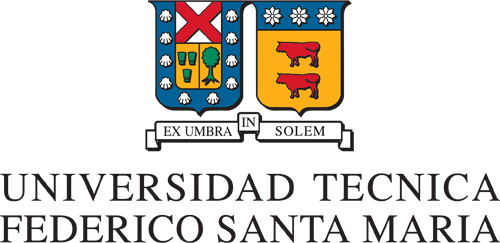 EX UMBRA IN SOLEM
UNIVERSIDAD TECNICA
FEDERICO SANTA MARIA